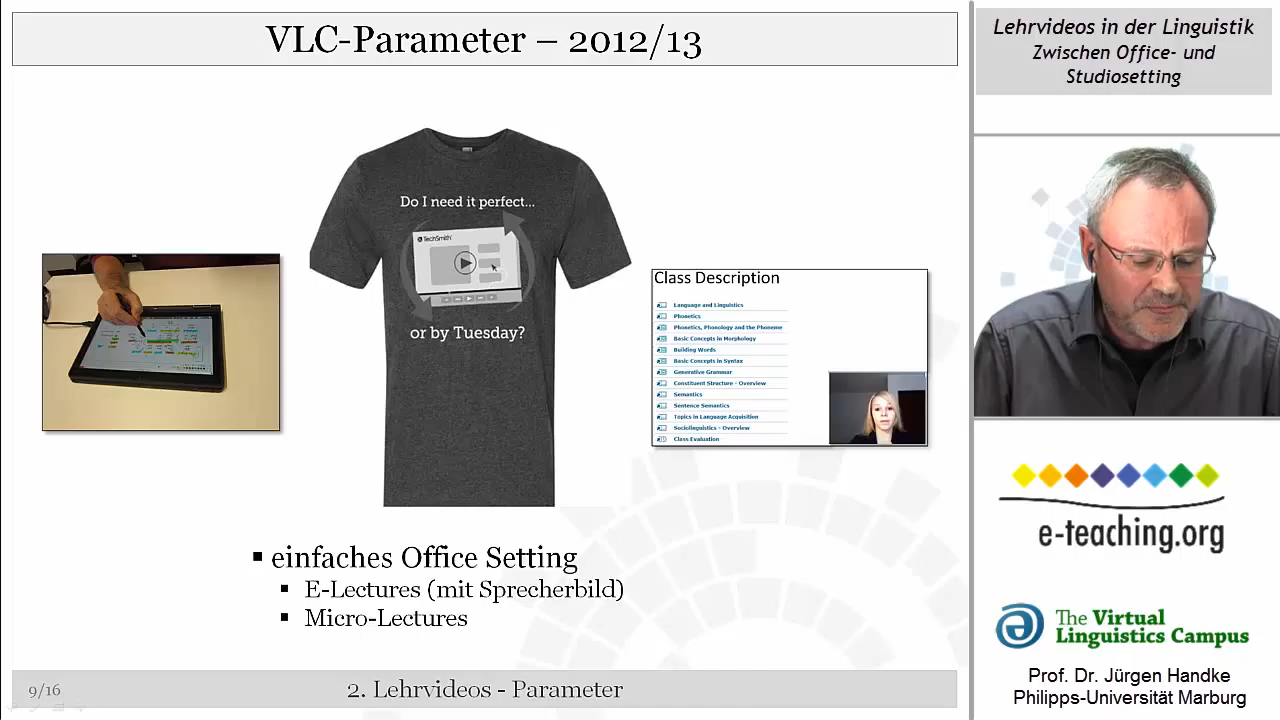 VLC-Parameter – 2012/13
Do I need it perfect...
TechSmith
or by Tuesday?
Class Description
Language and Linguistics
Phonetics
Phonetics, Phonology and the Phoneme
Basic Concepts in Morphology
Building Words
Basic Concepts in Syntax
Generative Grammar
Constituent Structure - Overview
Semantics
Sentence Semantics
Topics in Language Acquisition
Sociolinguistics - Overview
Class Evaluation
einfaches Office Setting
E-Lectures (mit Sprecherbild)
Micro-Lectures
9/16
2. Lehrvideos - Parameter
Lehrvideos in der Linguistik
Zwischen Office- und
Studiosetting
e-teaching.org
The Virtual
Linguistics Campus
Prof. Dr. Jürgen Handke
Philipps-Universität Marburg